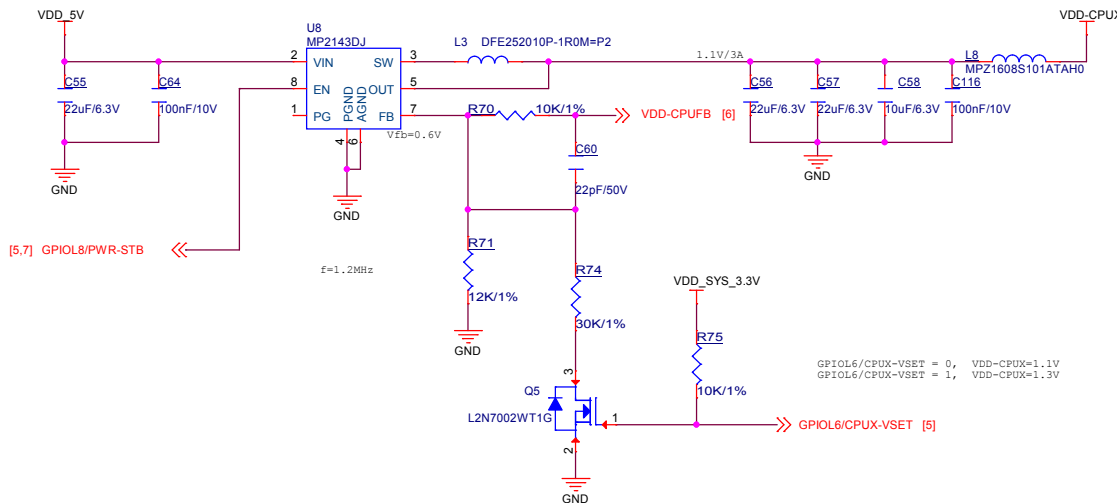 VDD_5V
U8
MP2143DJ
L3 DFE252010P-1R0M=P2
VDD-CPUX
1.1V/3A
L8
MPZ1608S101ATAH0
2 VIN SW 3
8 EN OUT 5
1 PG FB 7
PGND AGND
4 6
Vfb=0.6V
C55
22uF/6.3V
C64
100nF/10V
R70 10K/1%
VDD-CPUFB [6]
C56
22uF/6.3V
C57
22uF/6.3V
C58
10uF/6.3V
C116
100nF/10V
C60
22pF/50V
GND
GND
GND
[5,7] GPIOL8/PWR-STB
f=1.2MHz
R71
12K/1%
GND
R74
30K/1%
VDD_SYS_3.3V
R75
10K/1%
GPIOL6/CPUX-VSET = 0, VDD-CPUX=1.1V
GPIOL6/CPUX-VSET = 1, VDD-CPUX=1.3V
Q5
L2N7002WT1G
3
1
2
GPIOL6/CPUX-VSET [5]
GND